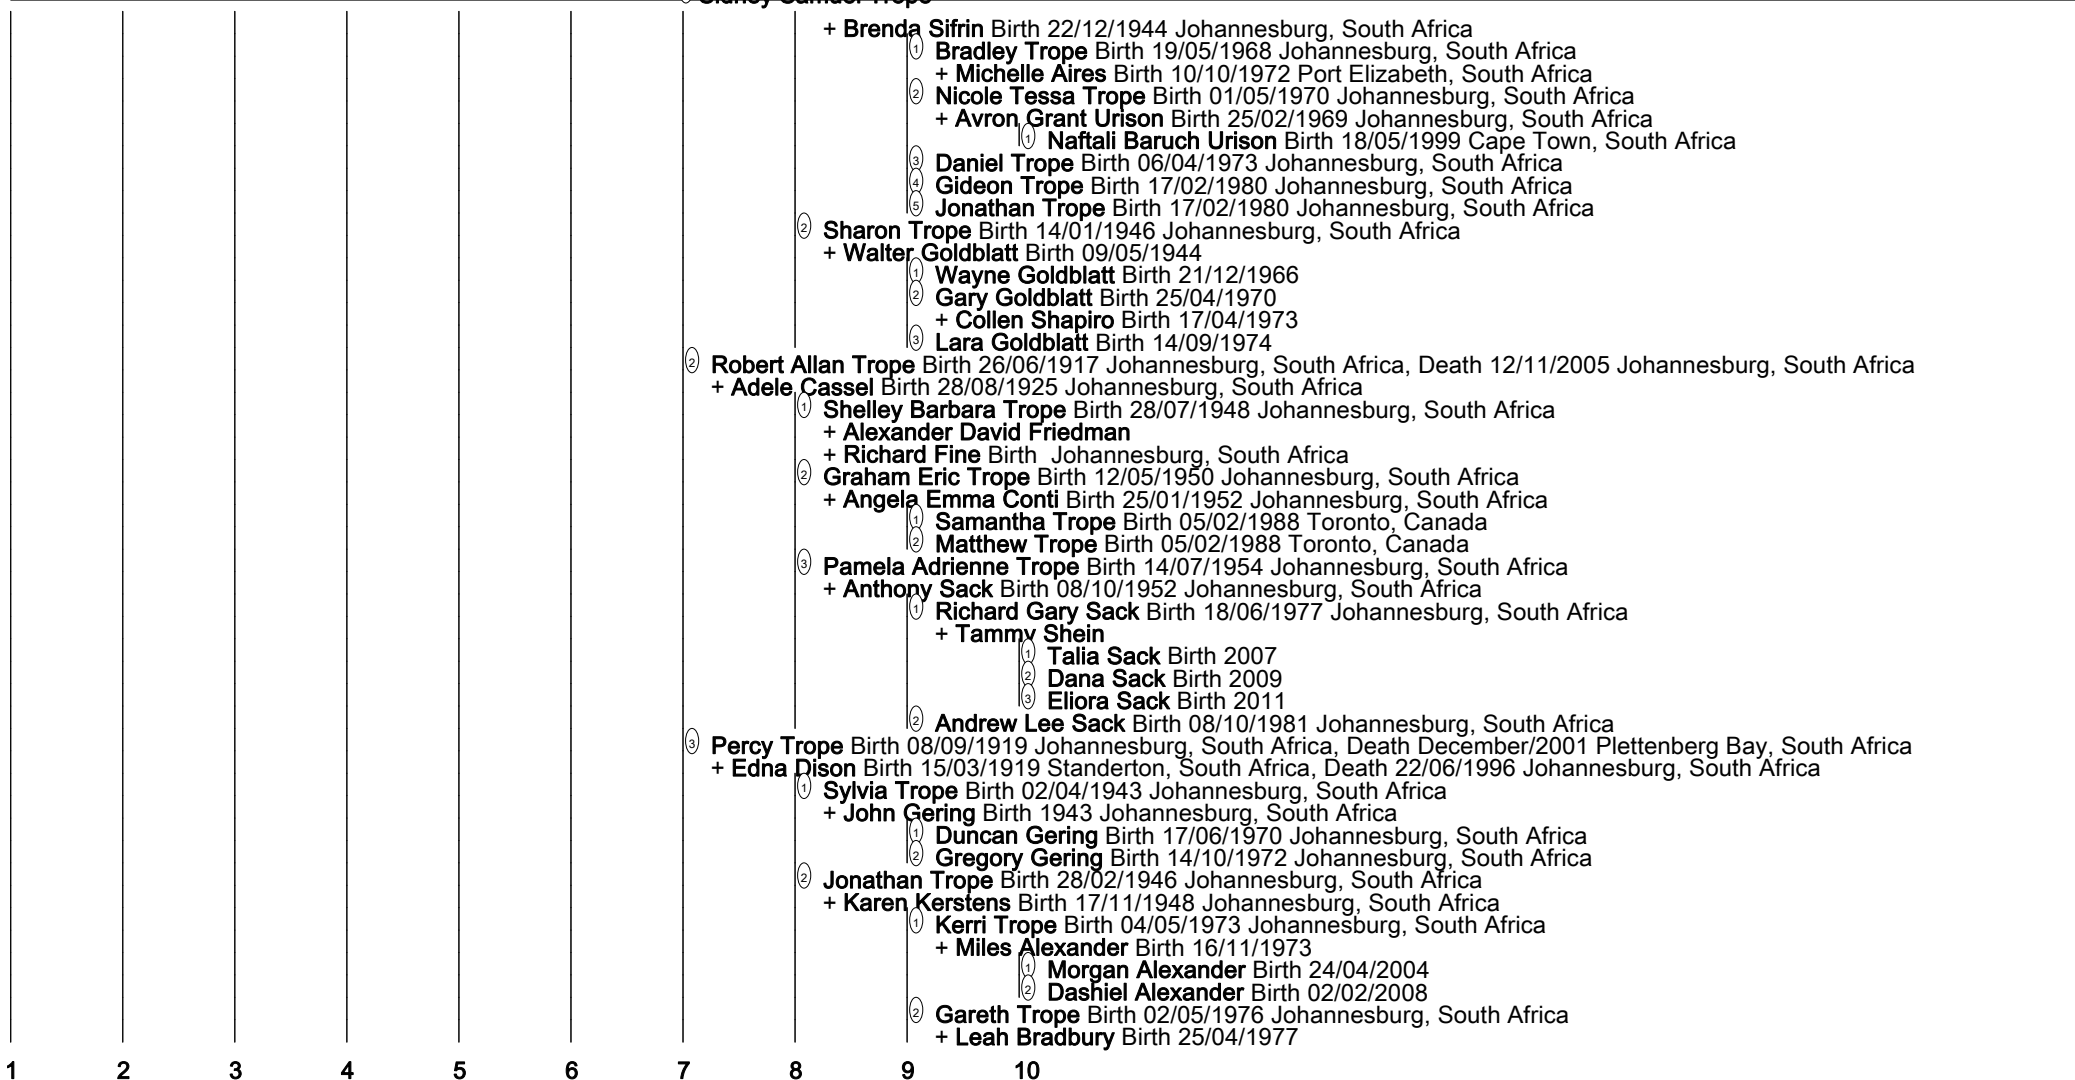 Sidney Samuel Trope
+ Brenda Sifrin Birth 22/12/1944 Johannesburg, South Africa
1 Bradley Trope Birth 19/05/1968 Johannesburg, South Africa
+ Michelle Aires Birth 10/10/1972 Port Elizabeth, South Africa
2 Nicole Tessa Trope Birth 01/05/1970 Johannesburg, South Africa
+ Avron Grant Urison Birth 25/02/1969 Johannesburg, South Africa
1 Naftali Baruch Urison Birth 18/05/1999 Cape Town, South Africa
3 Daniel Trope Birth 06/04/1973 Johannesburg, South Africa
4 Gideon Trope Birth 17/02/1980 Johannesburg, South Africa
5 Jonathan Trope Birth 17/02/1980 Johannesburg, South Africa
2 Sharon Trope Birth 14/01/1946 Johannesburg, South Africa
+ Walter Goldblatt Birth 09/05/1944
1 Wayne Goldblatt Birth 21/12/1966
2 Gary Goldblatt Birth 25/04/1970
+ Collen Shapiro Birth 17/04/1973
3 Lara Goldblatt Birth 14/09/1974
2 Robert Allan Trope Birth 26/06/1917 Johannesburg, South Africa, Death 12/11/2005 Johannesburg, South Africa
+ Adele Cassel Birth 28/08/1925 Johannesburg, South Africa
1 Shelley Barbara Trope Birth 28/07/1948 Johannesburg, South Africa
+ Alexander David Friedman
+ Richard Fine Birth  Johannesburg, South Africa
2 Graham Eric Trope Birth 12/05/1950 Johannesburg, South Africa
+ Angela Emma Conti Birth 25/01/1952 Johannesburg, South Africa
1 Samantha Trope Birth 05/02/1988 Toronto, Canada
2 Matthew Trope Birth 05/02/1988 Toronto, Canada
3 Pamela Adrienne Trope Birth 14/07/1954 Johannesburg, South Africa
+ Anthony Sack Birth 08/10/1952 Johannesburg, South Africa
1 Richard Gary Sack Birth 18/06/1977 Johannesburg, South Africa
+ Tammy Shein
1 Talia Sack Birth 2007
2 Dana Sack Birth 2009
3 Eliora Sack Birth 2011
2 Andrew Lee Sack Birth 08/10/1981 Johannesburg, South Africa
3 Percy Trope Birth 08/09/1919 Johannesburg, South Africa, Death December/2001 Plettenberg Bay, South Africa
+ Edna Dison Birth 15/03/1919 Standerton, South Africa, Death 22/06/1996 Johannesburg, South Africa
1 Sylvia Trope Birth 02/04/1943 Johannesburg, South Africa
+ John Gering Birth 1943 Johannesburg, South Africa
1 Duncan Gering Birth 17/06/1970 Johannesburg, South Africa
2 Gregory Gering Birth 14/10/1972 Johannesburg, South Africa
2 Jonathan Trope Birth 28/02/1946 Johannesburg, South Africa
+ Karen Kerstens Birth 17/11/1948 Johannesburg, South Africa
1 Kerri Trope Birth 04/05/1973 Johannesburg, South Africa
+ Miles Alexander Birth 16/11/1973
1 Morgan Alexander Birth 24/04/2004
2 Dashiel Alexander Birth 02/02/2008
2 Gareth Trope Birth 02/05/1976 Johannesburg, South Africa
+ Leah Bradbury Birth 25/04/1977
1 2 3 4 5 6 7 8 9 10